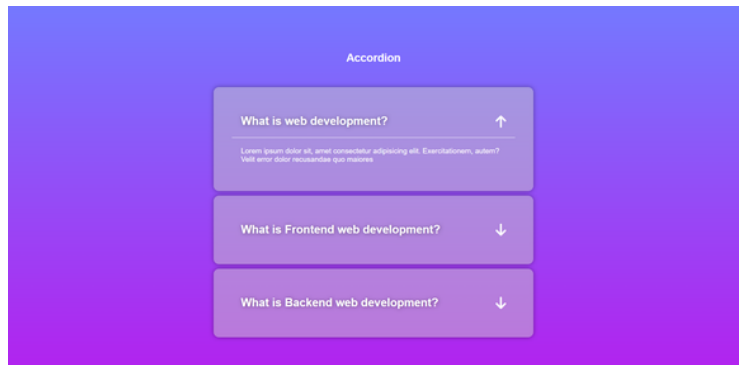 Accordion
What is web development?
Lorem ipsum dolor sit, amet consectetur adipisicing elit. Exercitationem, autem?
Velit error dolor recusandae quo maiores
What is Frontend web development?
What is Backend web development?